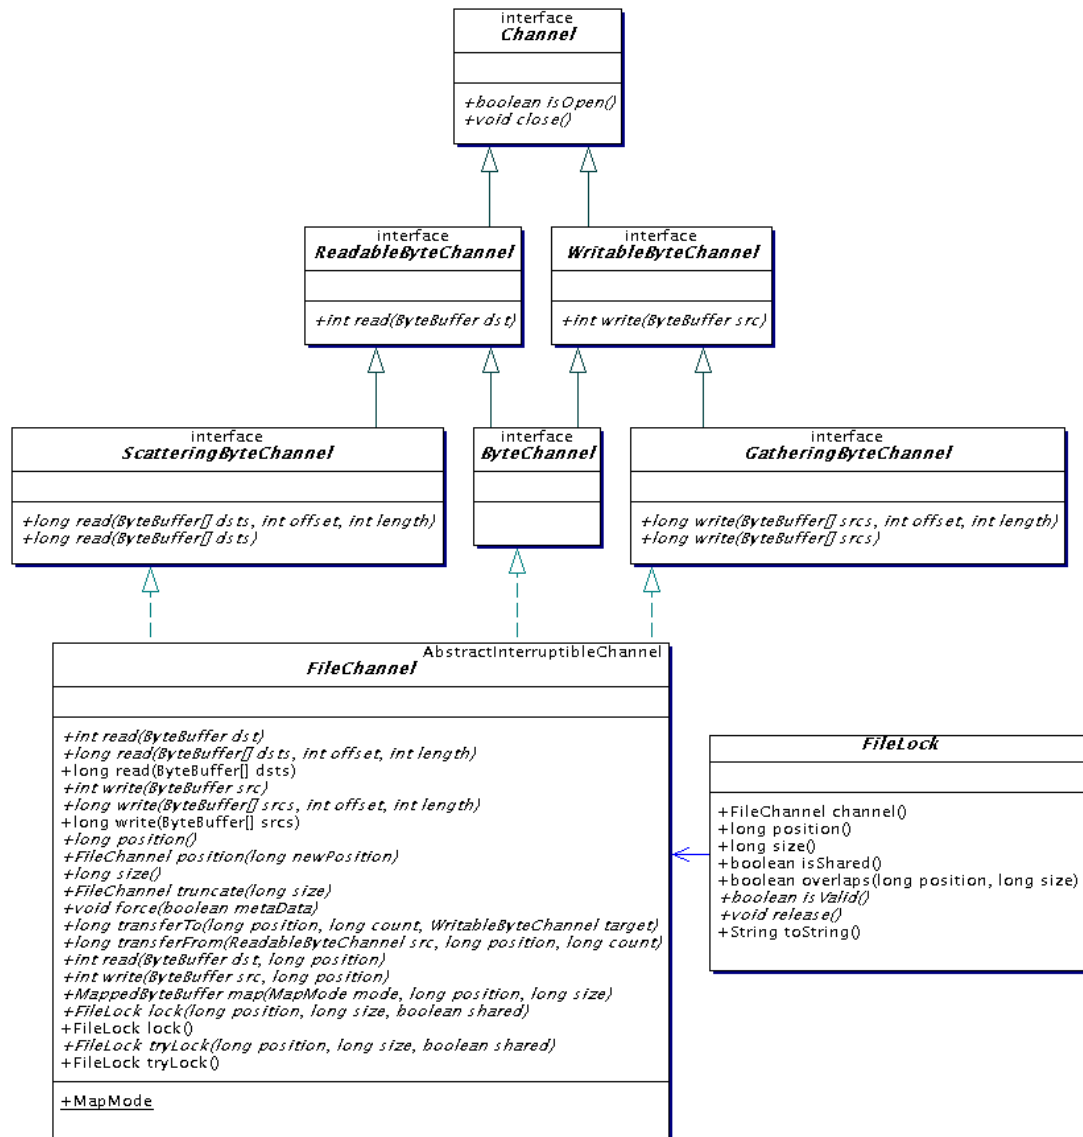 interface
Channel
+boolean isOpen()
+void close()
interface
ReadableByteChannel
+int read(ByteBuffer dst)
interface
WritableByteChannel
+int write(ByteBuffer src)
interface
ScatteringByteChannel
+long read(ByteBuffer[] dsts, int offset, int length)
+long read(ByteBuffer[] dsts)
interface
ByteChannel
interface
GatheringByteChannel
+long write(ByteBuffer[] srcs, int offset, int length)
+long write(ByteBuffer[] srcs)
AbstractInterruptibleChannel
FileChannel
+int read(ByteBuffer dst)
+long read(ByteBuffer[] dsts, int offset, int length)
+long read(ByteBuffer[] dsts)
+int write(ByteBuffer src)
+long write(ByteBuffer[] srcs, int offset, int length)
+long write(ByteBuffer[] srcs)
+long position()
+FileChannel position(long newPosition)
+long size()
+FileChannel truncate(long size)
+void force(boolean metaData)
+long transferTo(long position, long count, WritableByteChannel target)
+long transferFrom(ReadableByteChannel src, long position, long count)
+int read(ByteBuffer dst, long position)
+int write(ByteBuffer src, long position)
+MappedByteBuffer map(MapMode mode, long position, long size)
+FileLock lock(long position, long size, boolean shared)
+FileLock lock()
+FileLock tryLock(long position, long size, boolean shared)
+FileLock tryLock()
+MapMode
FileLock
+FileChannel channel()
+long position()
+long size()
+boolean isShared()
+boolean overlaps(long position, long size)
+boolean isValid()
+void release()
+String toString()